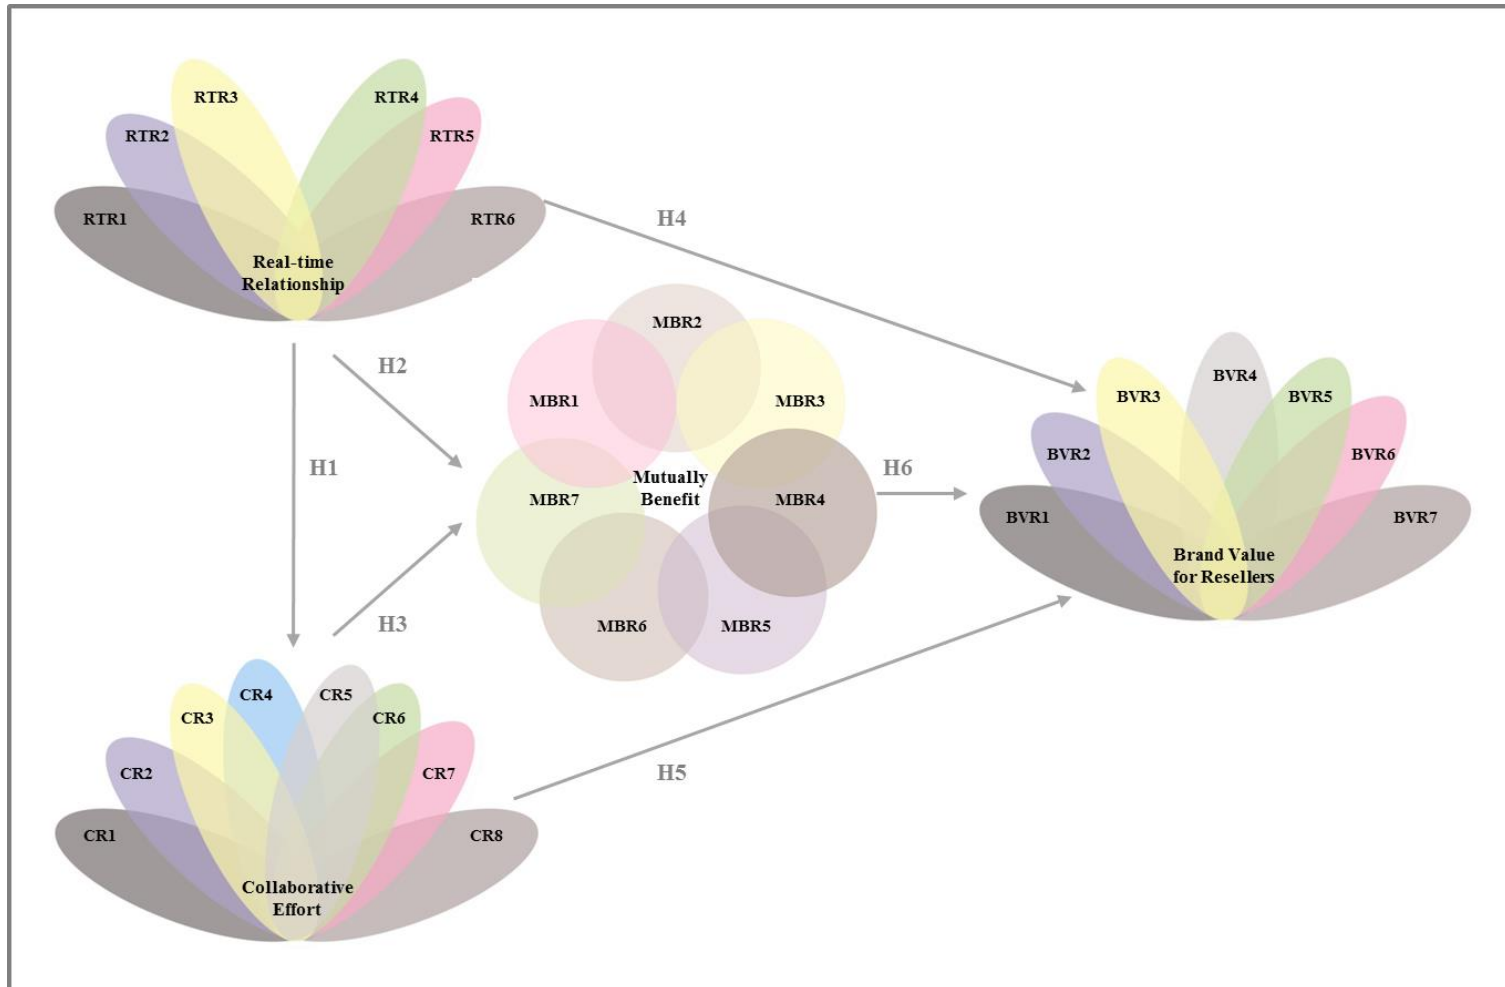 RTR3
RTR4
RTR2
RTR5
RTR1
RTR6
Real-time
Relationship
H4
H2
H1
H3
MBR2
MBR1
MBR3
Mutually
Benefit
MBR7
MBR4
MBR6
MBR5
H6
BVR4
BVR3
BVR5
BVR2
BVR6
BVR1
BVR7
Brand Value
for Resellers
H5
CR4
CR5
CR3
CR6
CR2
CR7
CR1
CR8
Collaborative
Effort